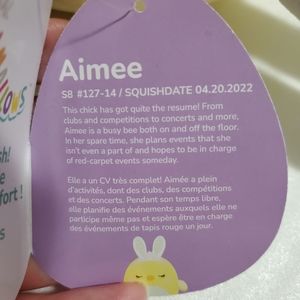 Aimee
S8 #127-14 / SQUISHDATE 04.20.2022
This chick has got quite the resume! From
clubs and competitions to concerts and more,
Aimee is a busy bee both on and off the floor.
In her spare time, she plans events that she
isn't even a part of and hopes to be in charge
of red-carpet events someday.
Elle a un CV très complet! Aimée a plein
d'activités, dont des clubs, des compétitions
et des concerts. Pendant son temps libre,
elle planifie des événements auxquels elle ne
participe même pas et espère être en charge
des événements de tapis rouge un jour.